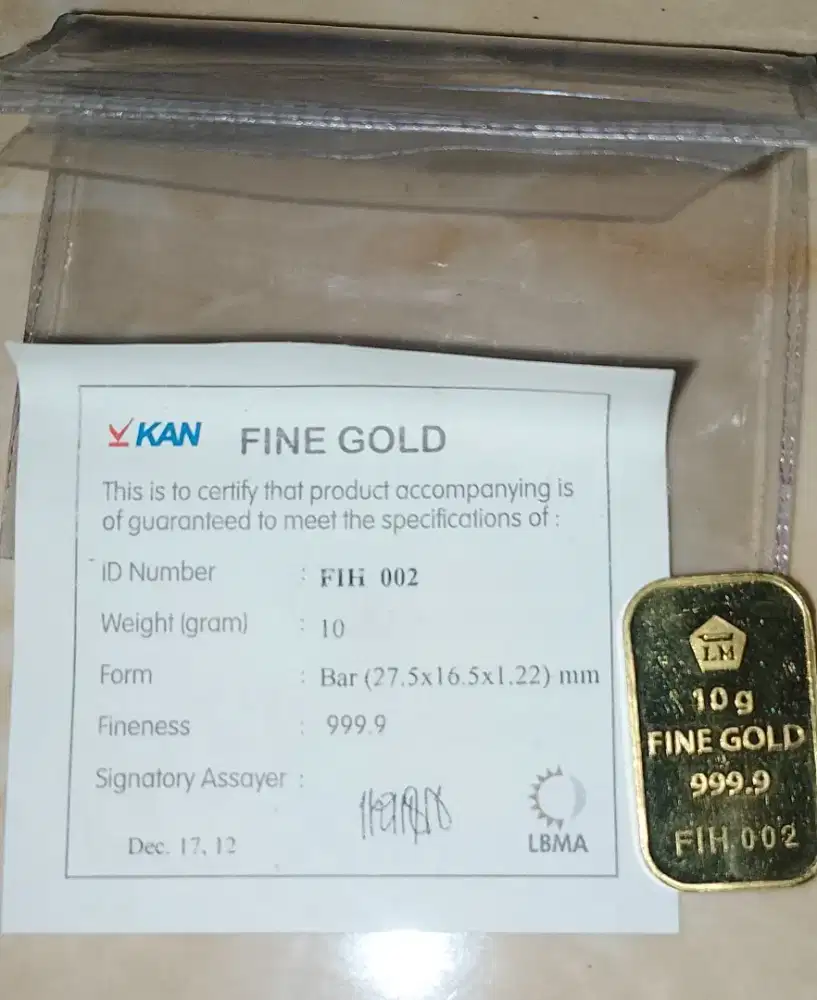 KAN FINE GOLD
This is to certify that product accompanying is
of guaranteed to meet the specifications of :
ID Number : FIH 002
Weight (gram) : 10
Form : Bar (27.5x16.5x1.22) mm
Fineness : 999.9
Signatory Assayer :
Dec. 17, 12
LBMA
LM
10 g
FINE GOLD
999.9
FIH 002